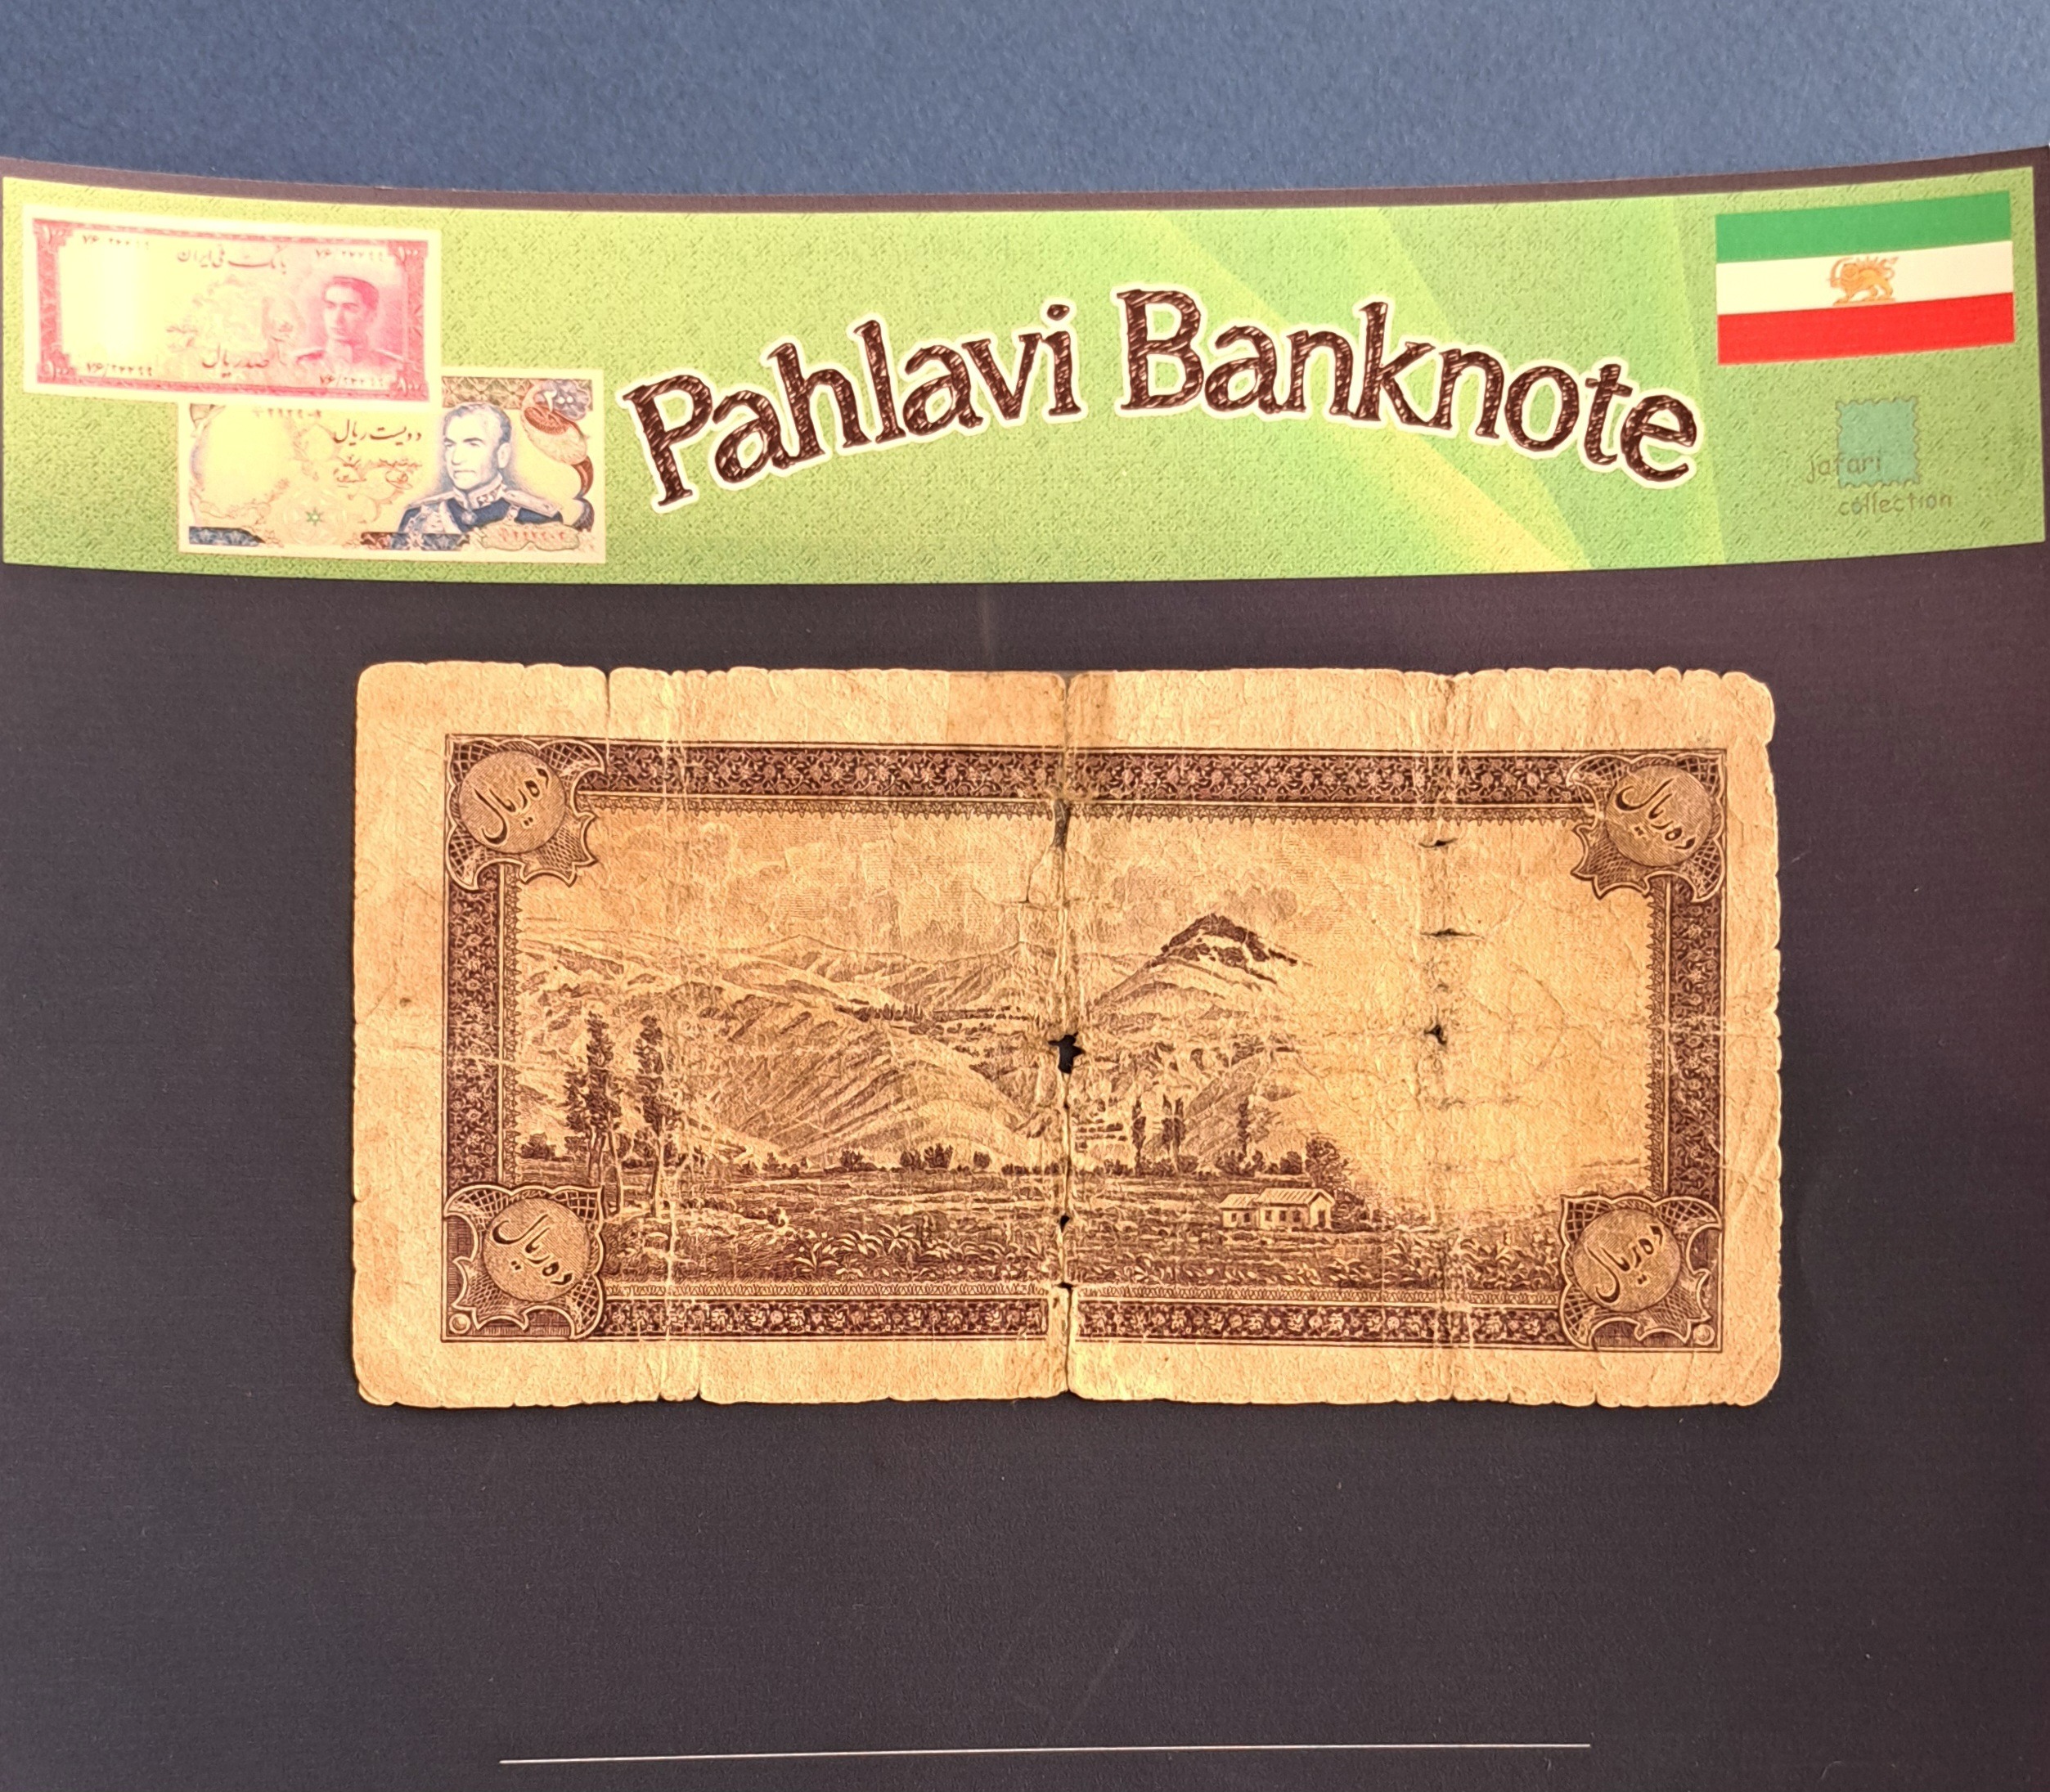 بانک ملی ایران
صد ریال
دویست ریال
Pahlavi Banknote
jafari
collection
ده ریال
ده ریال
ده ریال
ده ریال